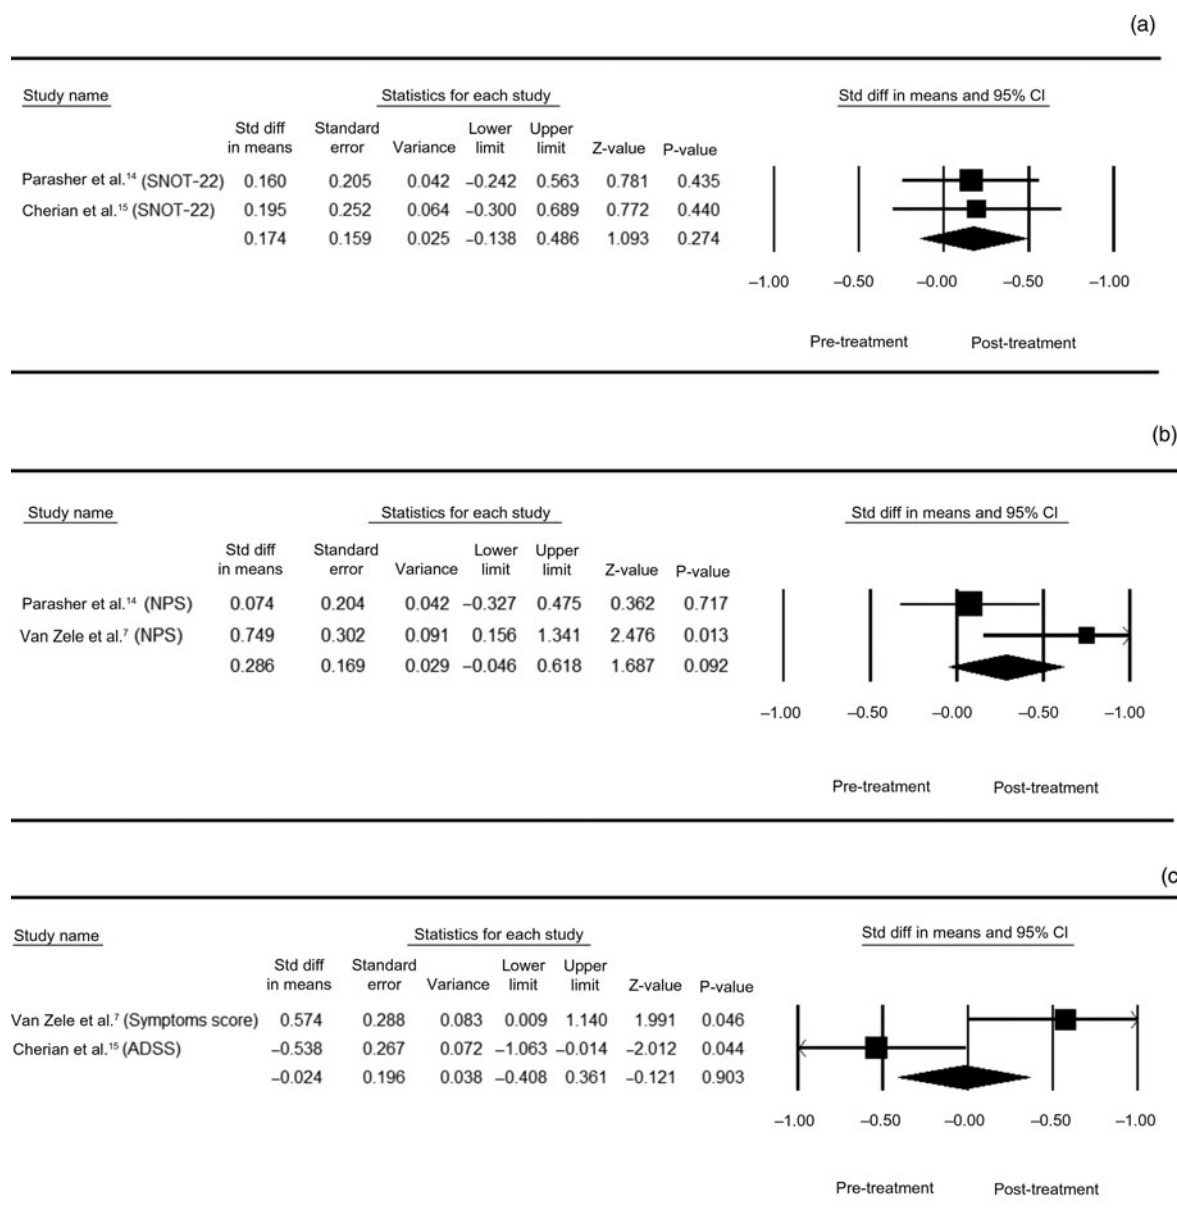 (a)
Study name Statistics for each study Std diff in means and 95% CI
Std diff Standard Lower Upper
in means error Variance limit limit Z-value P-value
Parasher et al.¹⁴ (SNOT-22) 0.160 0.205 0.042 −0.242 0.563 0.781 0.435
Cherian et al.¹⁵ (SNOT-22) 0.195 0.252 0.064 −0.300 0.689 0.772 0.440
0.174 0.159 0.025 −0.138 0.486 1.093 0.274
−1.00 −0.50 −0.00 −0.50 −1.00
Pre-treatment Post-treatment
(b)
Study name Statistics for each study Std diff in means and 95% CI
Std diff Standard Lower Upper
in means error Variance limit limit Z-value P-value
Parasher et al.¹⁴ (NPS) 0.074 0.204 0.042 −0.327 0.475 0.362 0.717
Van Zele et al.⁷ (NPS) 0.749 0.302 0.091 0.156 1.341 2.476 0.013
0.286 0.169 0.029 −0.046 0.618 1.687 0.092
−1.00 −0.50 −0.00 −0.50 −1.00
Pre-treatment Post-treatment
(c
Study name Statistics for each study Std diff in means and 95% CI
Std diff Standard Lower Upper
in means error Variance limit limit Z-value P-value
Van Zele et al.⁷ (Symptoms score) 0.574 0.288 0.083 0.009 1.140 1.991 0.046
Cherian et al.¹⁵ (ADSS) −0.538 0.267 0.072 −1.063 −0.014 −2.012 0.044
−0.024 0.196 0.038 −0.408 0.361 −0.121 0.903
−1.00 −0.50 −0.00 −0.50 −1.00
Pre-treatment Post-treatment